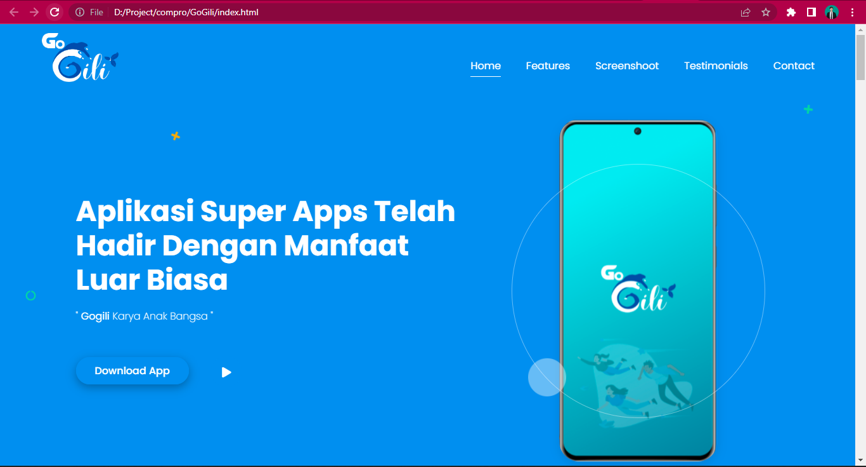 File D:/Project/compro/GoGili/index.html
Go
Gili
Home Features Screenshoot Testimonials Contact
Aplikasi Super Apps Telah
Hadir Dengan Manfaat
Luar Biasa
" Gogili Karya Anak Bangsa "
Download App
Go
Gili